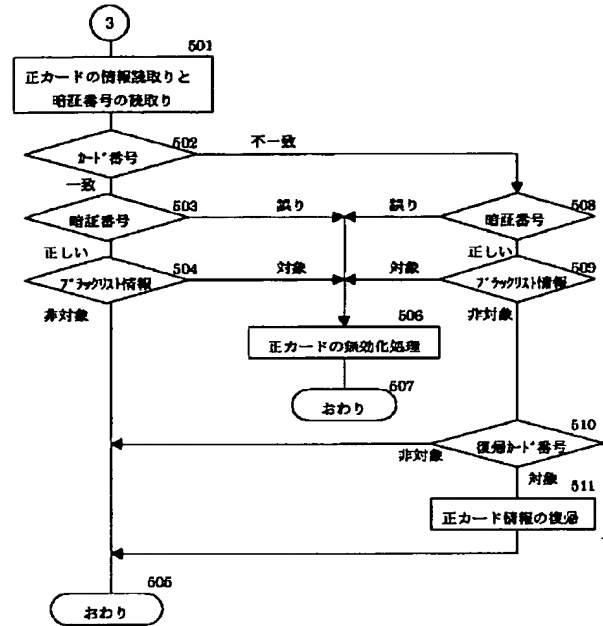 3
501
正カードの情報読取りと
暗証番号の読取り
502
カード番号
不一致
一致
503
暗証番号
誤り
誤り
508
暗証番号
正しい
正しい
504
ブラックリスト情報
対象
対象
509
ブラックリスト情報
非対象
非対象
506
正カードの無効化処理
507
おわり
510
復帰カード番号
非対象
対象
511
正カード情報の復帰
505
おわり